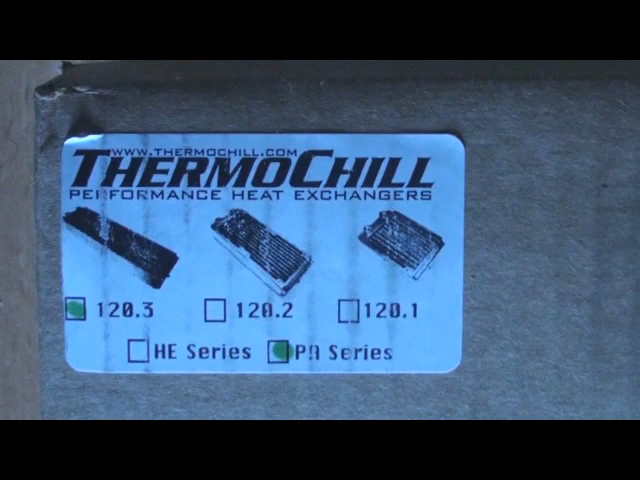 WWW.THERMOCHILL.COM
THERMOCHILL
PERFORMANCE HEAT EXCHANGERS
120.3 120.2 120.1
HE Series PA Series